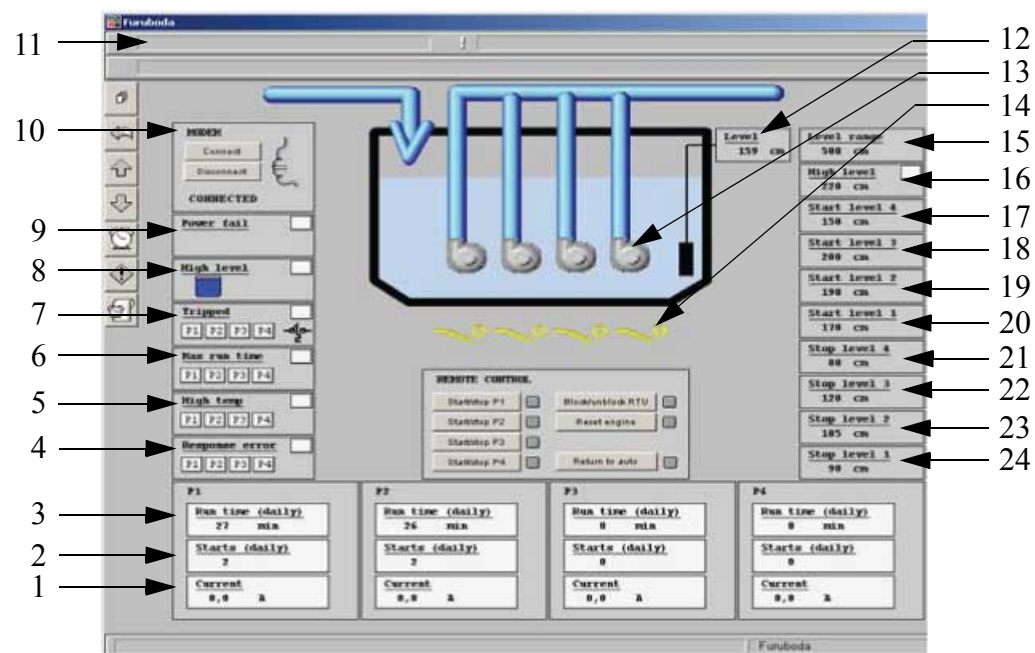 Furuboda
11
10
9
8
7
6
5
4
3
2
1
MODEM
Connect
Disconnect
CONNECTED
Power fail
High level
Tripped
P1 P2 P3 P4
Max run time
P1 P2 P3 P4
High temp
P1 P2 P3 P4
Response error
P1 P2 P3 P4
Level
159 cm
REMOTE CONTROL
Start/stop P1
Start/stop P2
Start/stop P3
Start/stop P4
Block/unblock RTU
Reset engine
Return to auto
Level range
500 cm
High level
220 cm
Start level 4
150 cm
Start level 3
200 cm
Start level 2
190 cm
Start level 1
170 cm
Stop level 4
80 cm
Stop level 3
120 cm
Stop level 2
105 cm
Stop level 1
90 cm
12
13
14
15
16
17
18
19
20
21
22
23
24
P1
Run time (daily)
27 min
Starts (daily)
2
Current
0,0 A
P2
Run time (daily)
26 min
Starts (daily)
2
Current
0,0 A
P3
Run time (daily)
0 min
Starts (daily)
0
Current
0,0 A
P4
Run time (daily)
0 min
Starts (daily)
0
Current
0,0 A
Furuboda